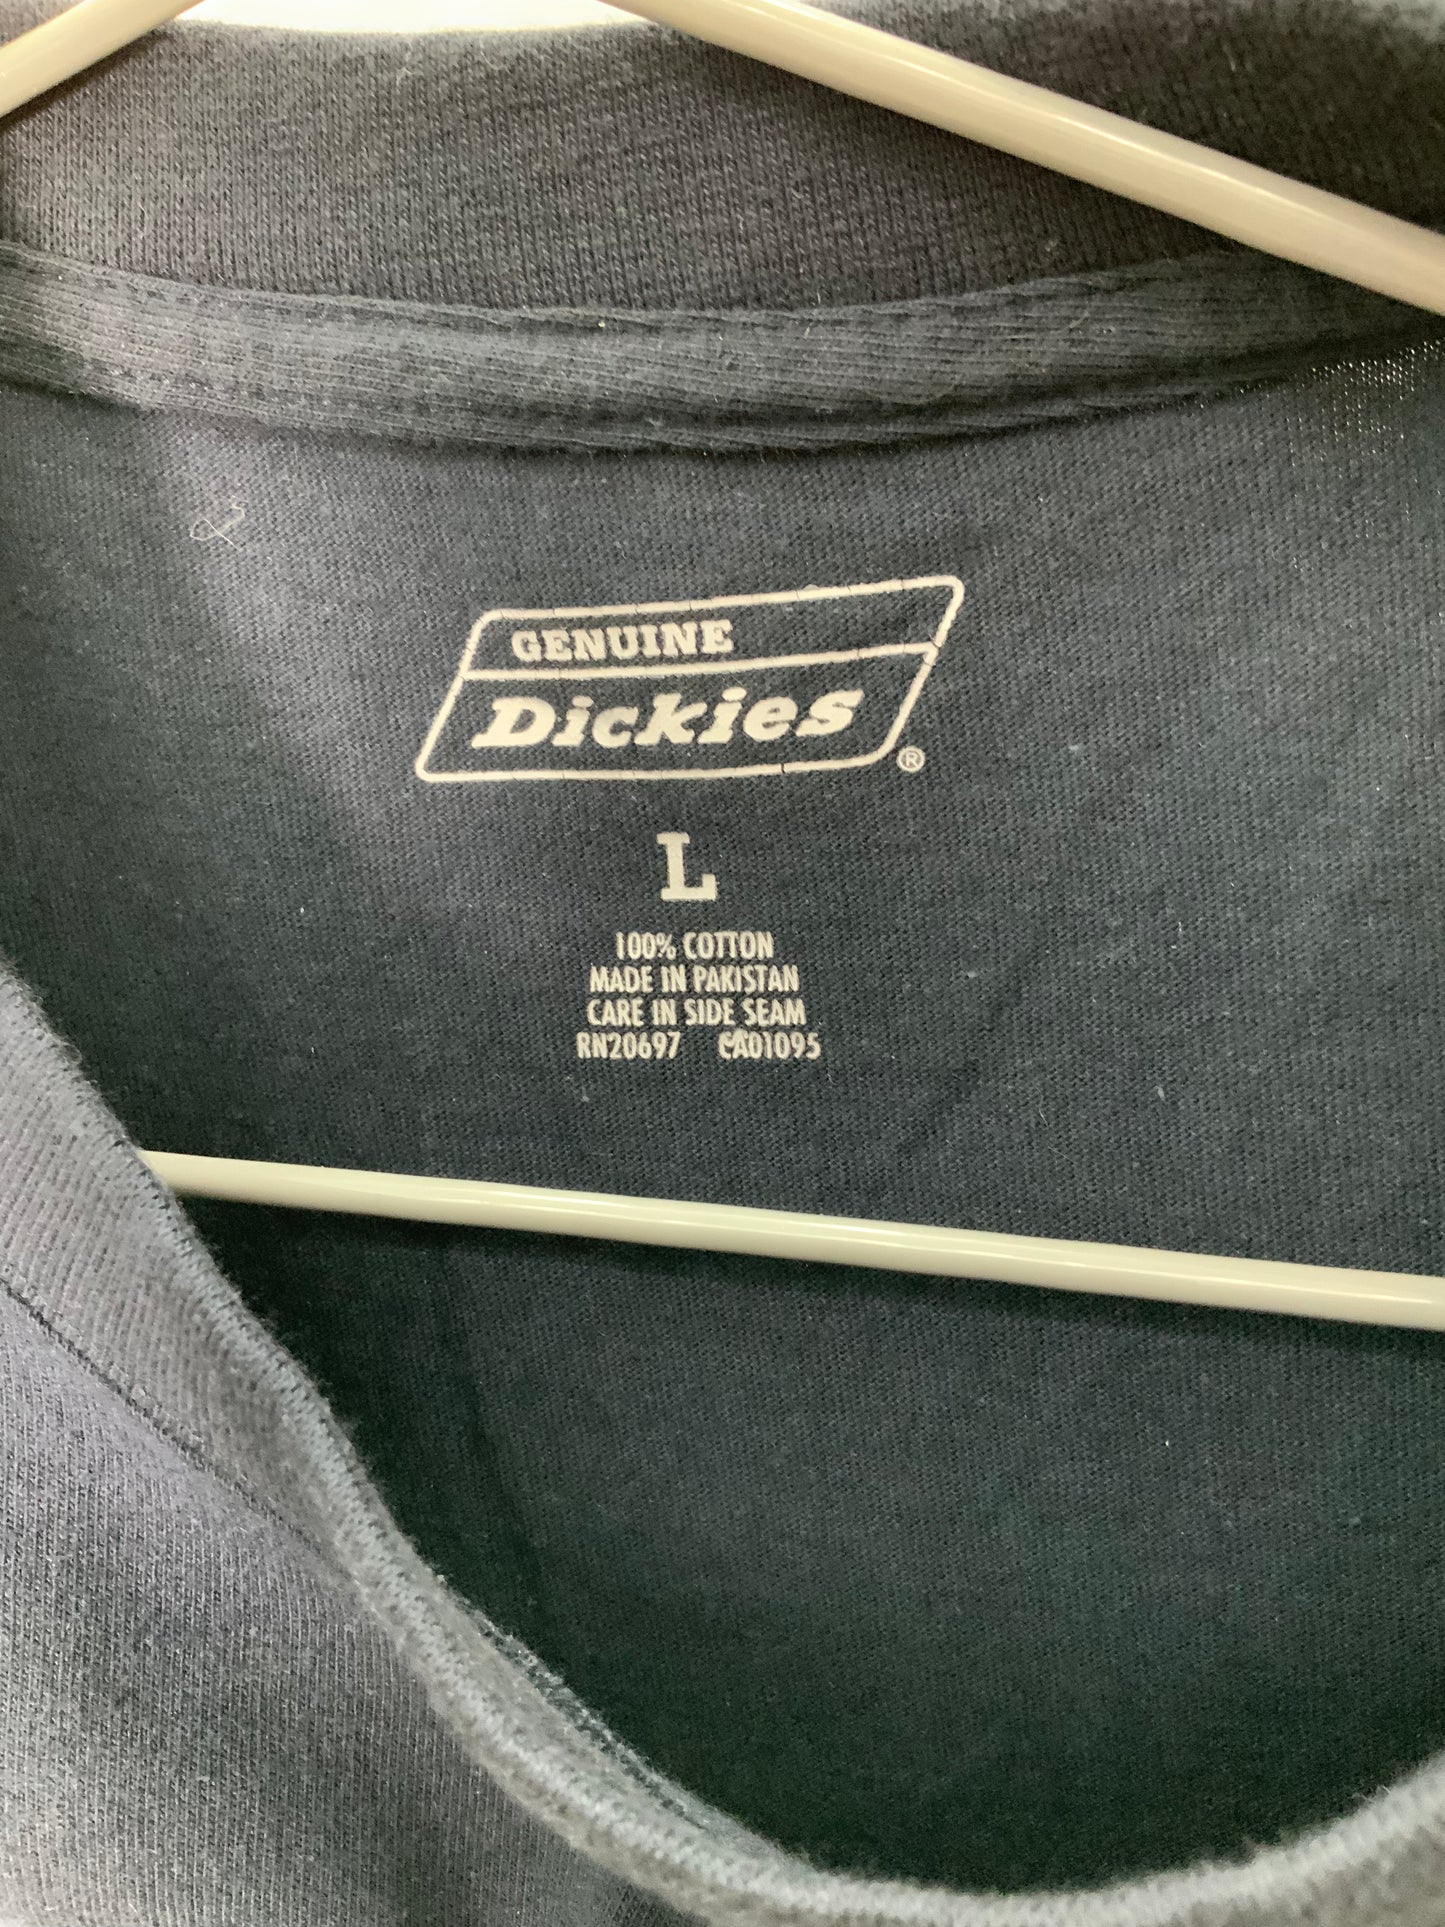 GENUINE
Dickies®
L
100% COTTON
MADE IN PAKISTAN
CARE IN SIDE SEAM
RN20697 CA01095